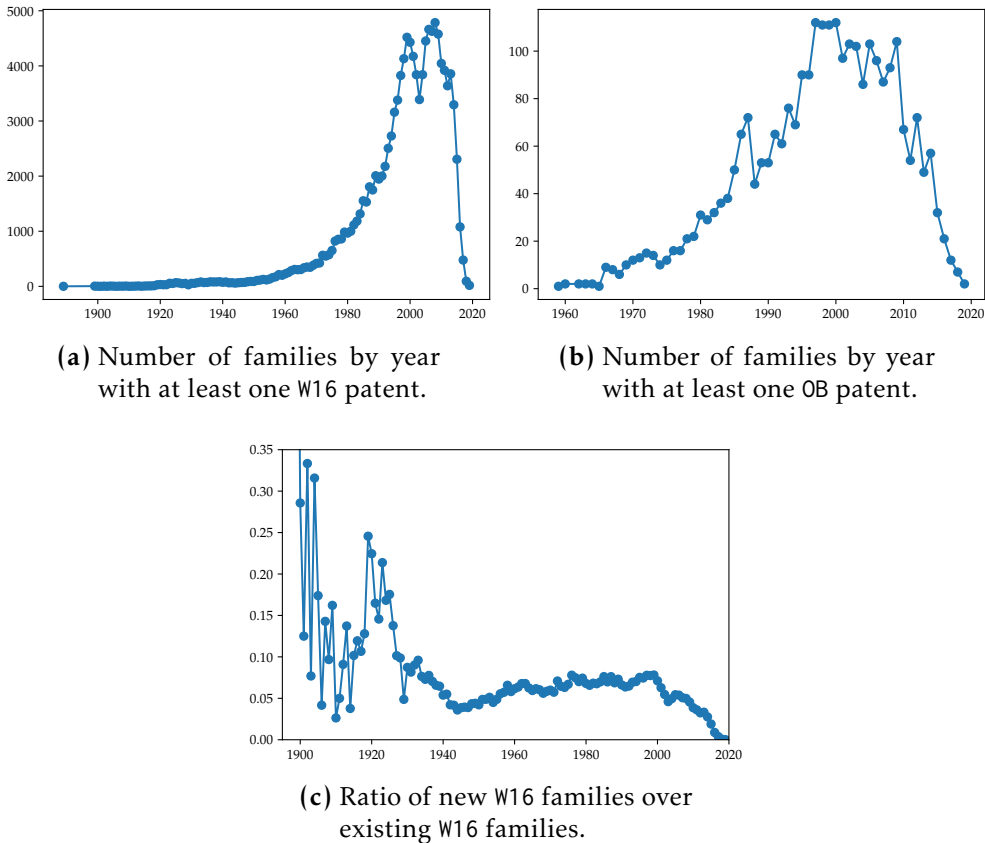 5000
4000
3000
2000
1000
0
1900 1920 1940 1960 1980 2000 2020
(a) Number of families by year
with at least one W16 patent.
100
80
60
40
20
0
1960 1970 1980 1990 2000 2010 2020
(b) Number of families by year
with at least one OB patent.
0.35
0.30
0.25
0.20
0.15
0.10
0.05
0.00
1900 1920 1940 1960 1980 2000 2020
(c) Ratio of new W16 families over
existing W16 families.